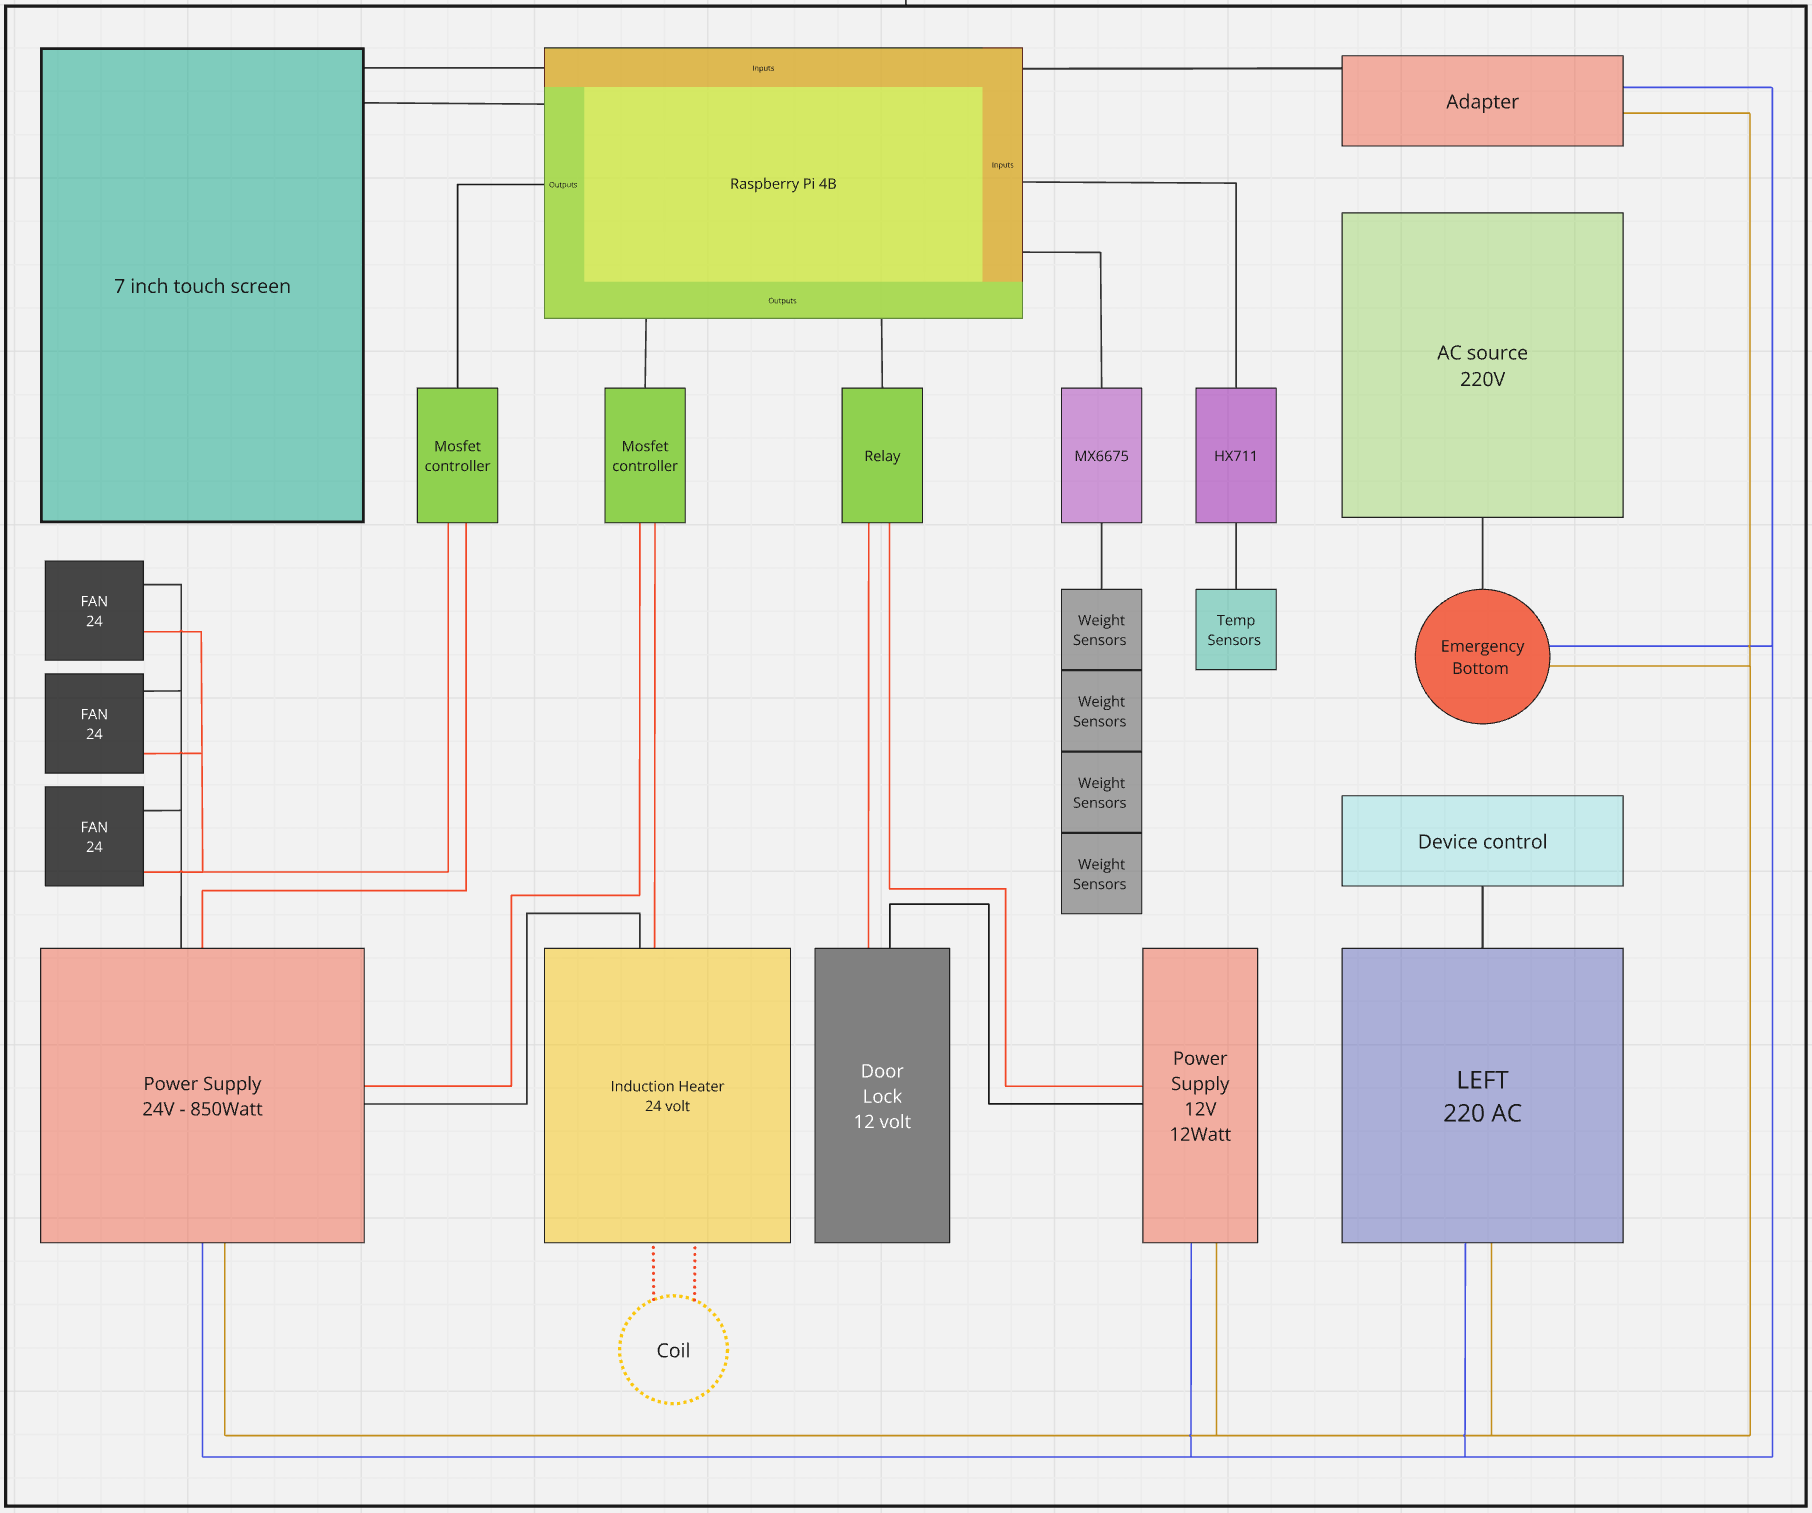 Inputs
Adapter
Inputs
Raspberry Pi 4B
Outputs
Outputs
7 inch touch screen
AC source
220V
Mosfet
controller
Mosfet
controller
Relay
MX6675
HX711
FAN
24
Weight
Sensors
Temp
Sensors
Emergency
Bottom
FAN
24
Weight
Sensors
Weight
Sensors
FAN
24
Weight
Sensors
Device control
Power Supply
24V - 850Watt
Induction Heater
24 volt
Door
Lock
12 volt
Power
Supply
12V
12Watt
LEFT
220 AC
Coil